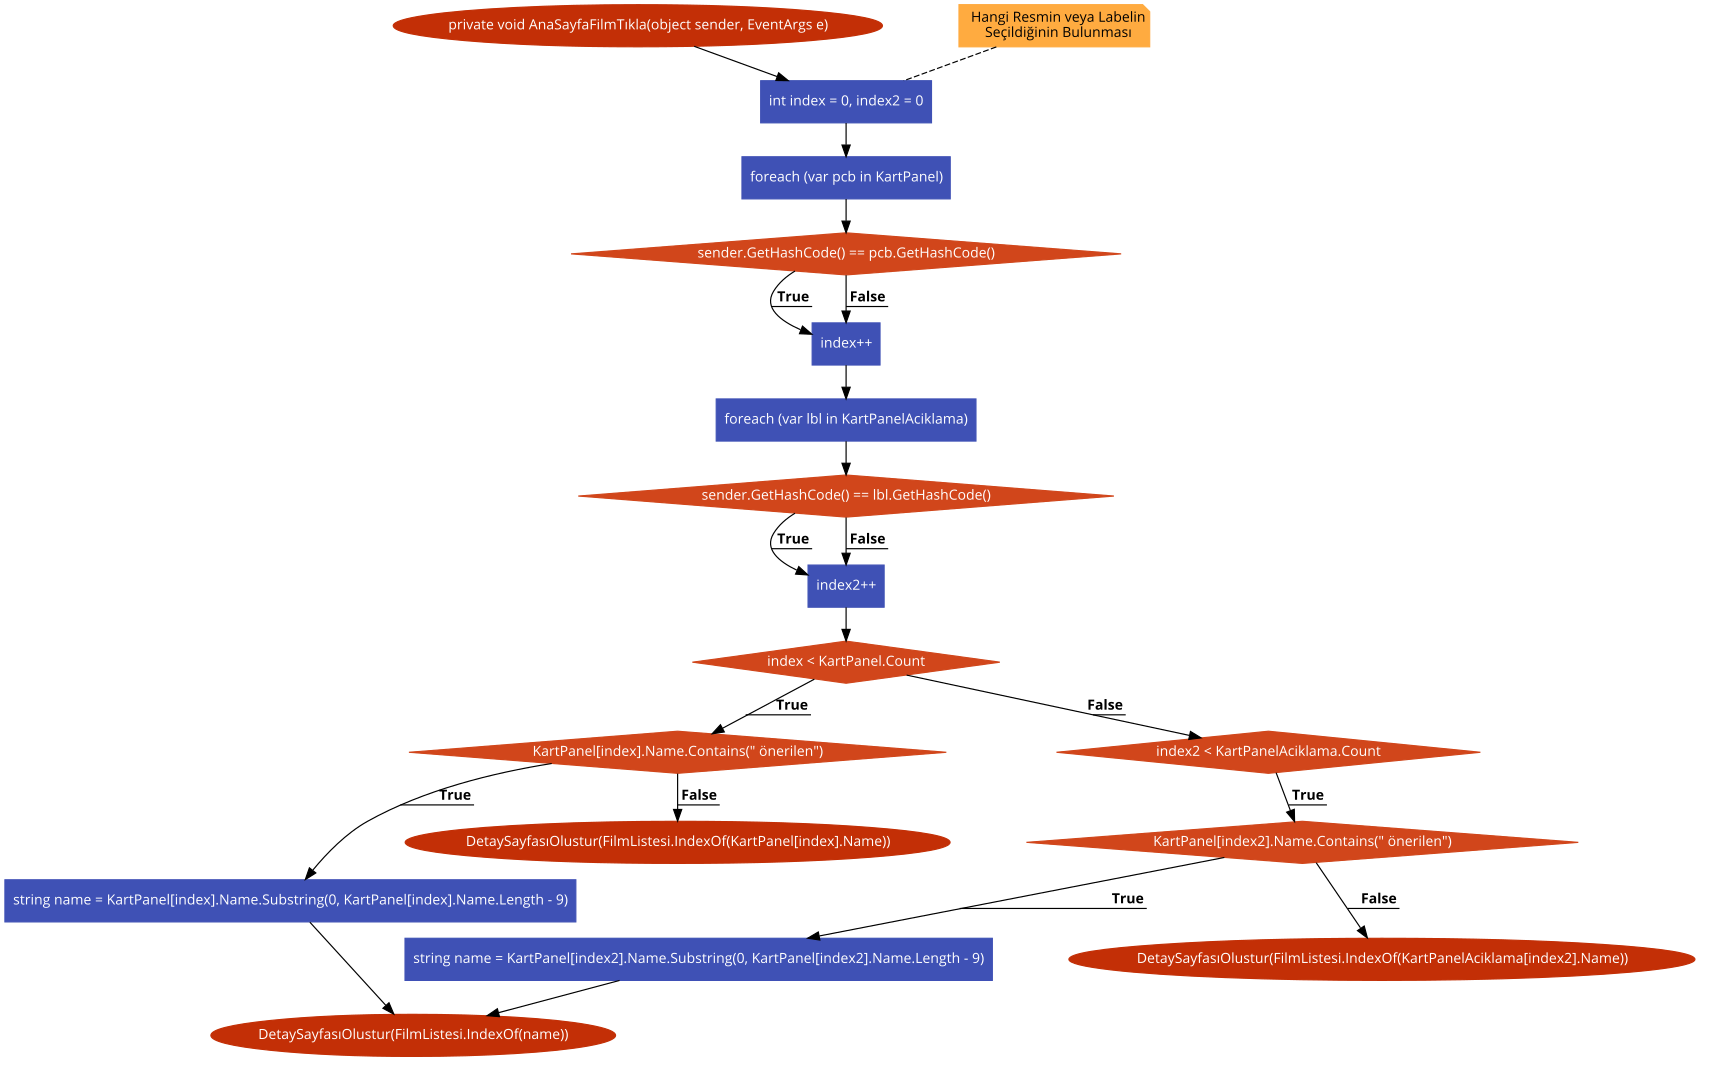 private void AnaSayfaFilmTıkla(object sender, EventArgs e)
Hangi Resmin veya Labelin
Seçildiğinin Bulunması
int index = 0, index2 = 0
foreach (var pcb in KartPanel)
sender.GetHashCode() == pcb.GetHashCode()
True
False
index++
foreach (var lbl in KartPanelAciklama)
sender.GetHashCode() == lbl.GetHashCode()
True
False
index2++
index < KartPanel.Count
True
False
KartPanel[index].Name.Contains(" önerilen")
index2 < KartPanelAciklama.Count
True
False
True
DetaySayfasıOlustur(FilmListesi.IndexOf(KartPanel[index].Name))
KartPanel[index2].Name.Contains(" önerilen")
string name = KartPanel[index].Name.Substring(0, KartPanel[index].Name.Length - 9)
True
False
string name = KartPanel[index2].Name.Substring(0, KartPanel[index2].Name.Length - 9)
DetaySayfasıOlustur(FilmListesi.IndexOf(KartPanelAciklama[index2].Name))
DetaySayfasıOlustur(FilmListesi.IndexOf(name))